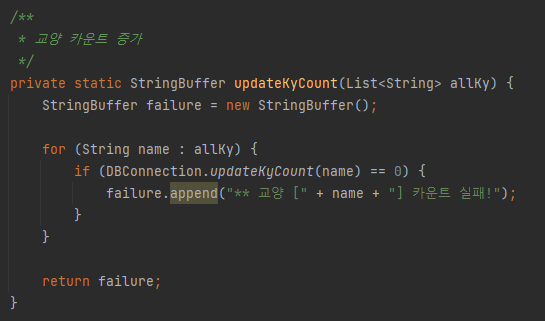 /**
 * 교양 카운트 증가
 */
private static StringBuffer updateKyCount(List<String> allKy) {
    StringBuffer failure = new StringBuffer();

    for (String name : allKy) {
        if (DBConnection.updateKyCount(name) == 0) {
            failure.append("** 교양 [" + name + "] 카운트 실패!");
        }
    }

    return failure;
}